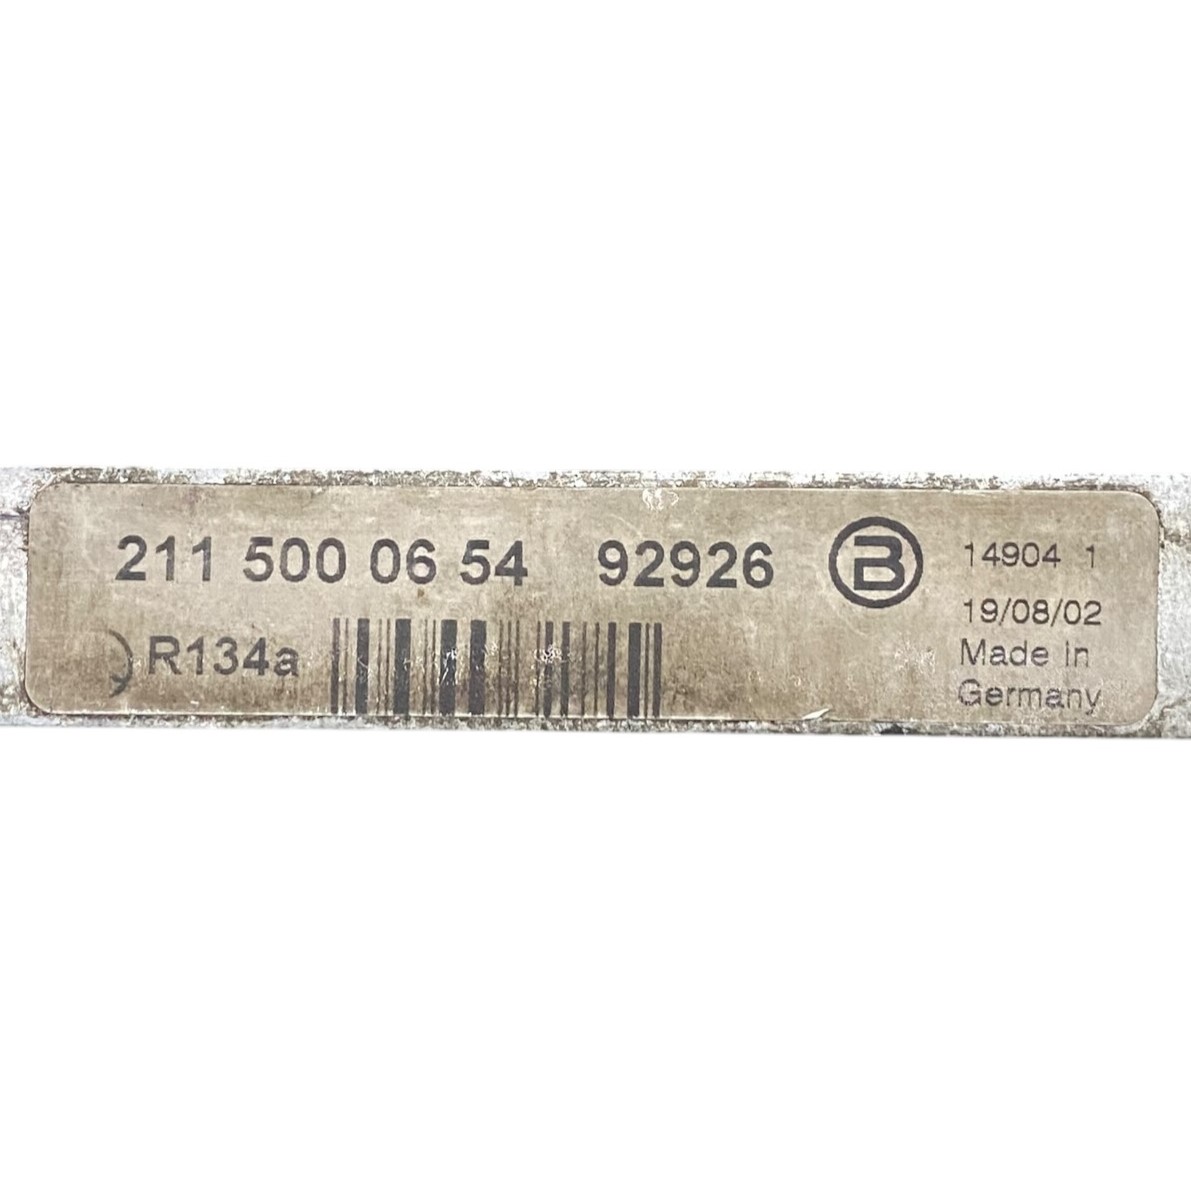 211 500 06 54 92926 B 14904 1
19/08/02
R134a Made in
Germany